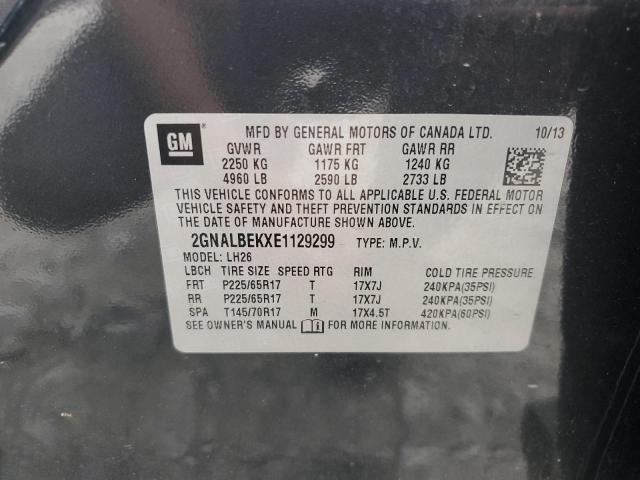 GM ® MFD BY GENERAL MOTORS OF CANADA LTD. 10/13
GVWR GAWR FRT GAWR RR
2250 KG 1175 KG 1240 KG
4960 LB 2590 LB 2733 LB
THIS VEHICLE CONFORMS TO ALL APPLICABLE U.S. FEDERAL MOTOR
VEHICLE SAFETY AND THEFT PREVENTION STANDARDS IN EFFECT ON
THE DATE OF MANUFACTURE SHOWN ABOVE.
2GNALBEKXE1129299 TYPE: M.P.V.
MODEL: LH26
LBCH TIRE SIZE SPEED RTG RIM COLD TIRE PRESSURE
FRT P225/65R17 T 17X7J 240KPA(35PSI)
RR P225/65R17 T 17X7J 240KPA(35PSI)
SPA T145/70R17 M 17X4.5T 420KPA(60PSI)
SEE OWNER'S MANUAL FOR MORE INFORMATION.